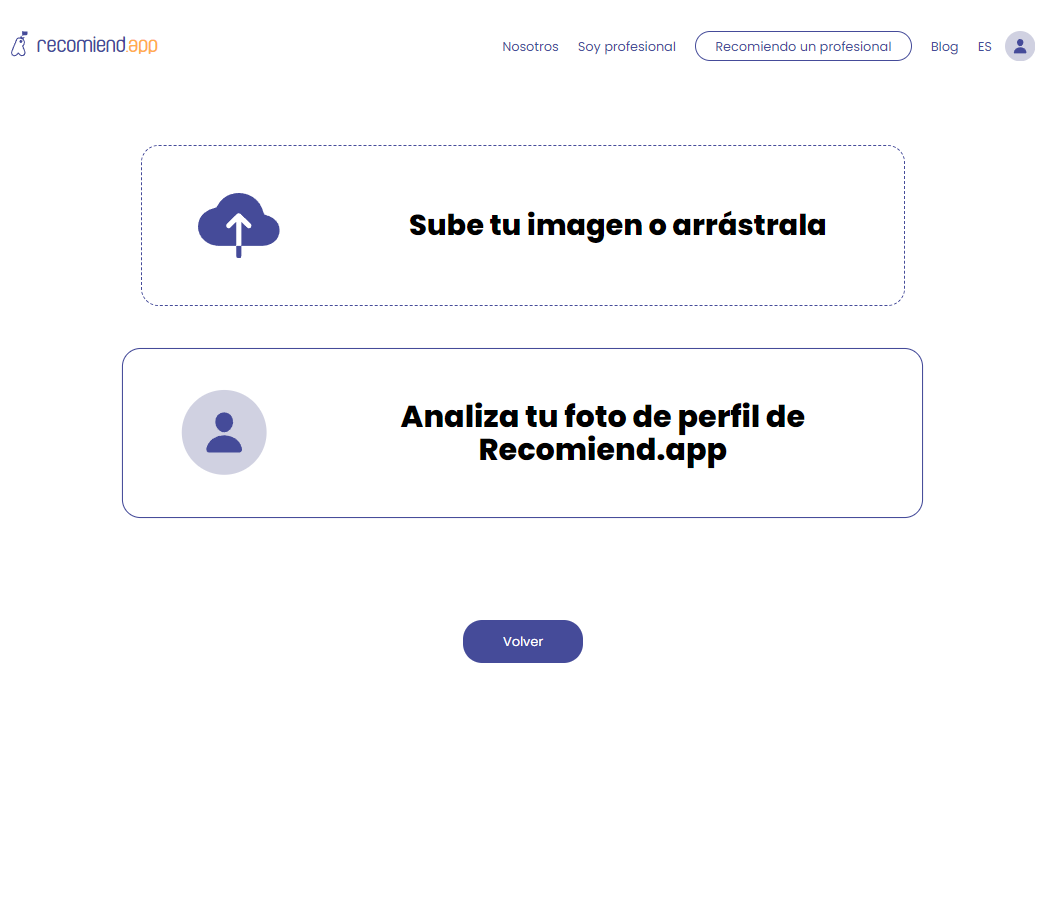 recomiend.app
Nosotros
Soy profesional
Recomiendo un profesional
Blog
ES
Sube tu imagen o arrástrala
Analiza tu foto de perfil de
Recomiend.app
Volver